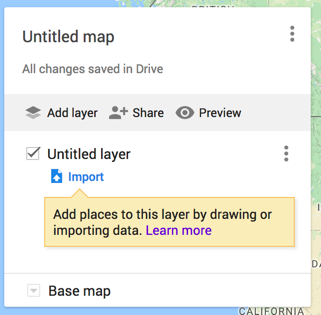 BRITISH
Untitled map
All changes saved in Drive
Add layer Share Preview
Untitled layer
Import
Add places to this layer by drawing or
importing data. Learn more
Base map
CALIFORNIA